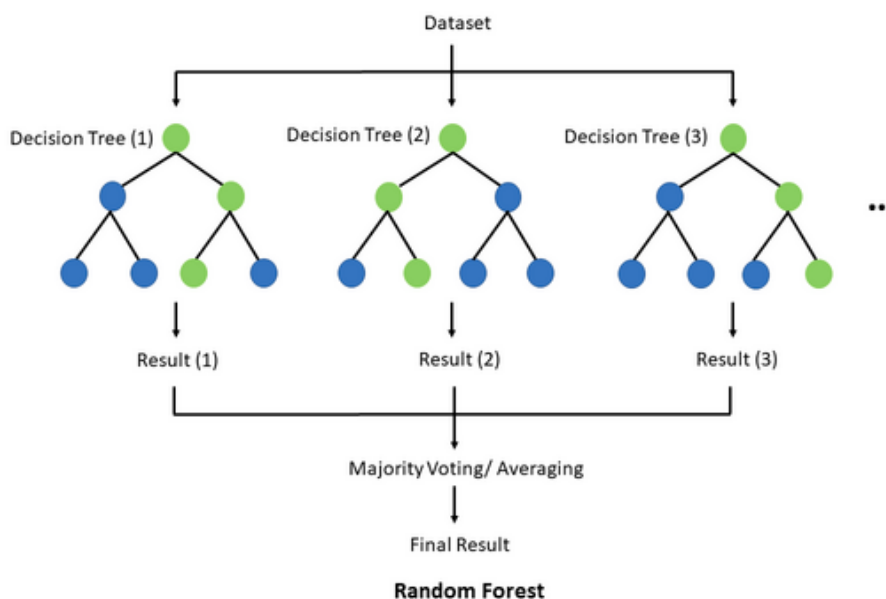 Dataset
Decision Tree (1)
Decision Tree (2)
Decision Tree (3)
..
Result (1)
Result (2)
Result (3)
Majority Voting/ Averaging
Final Result
Random Forest